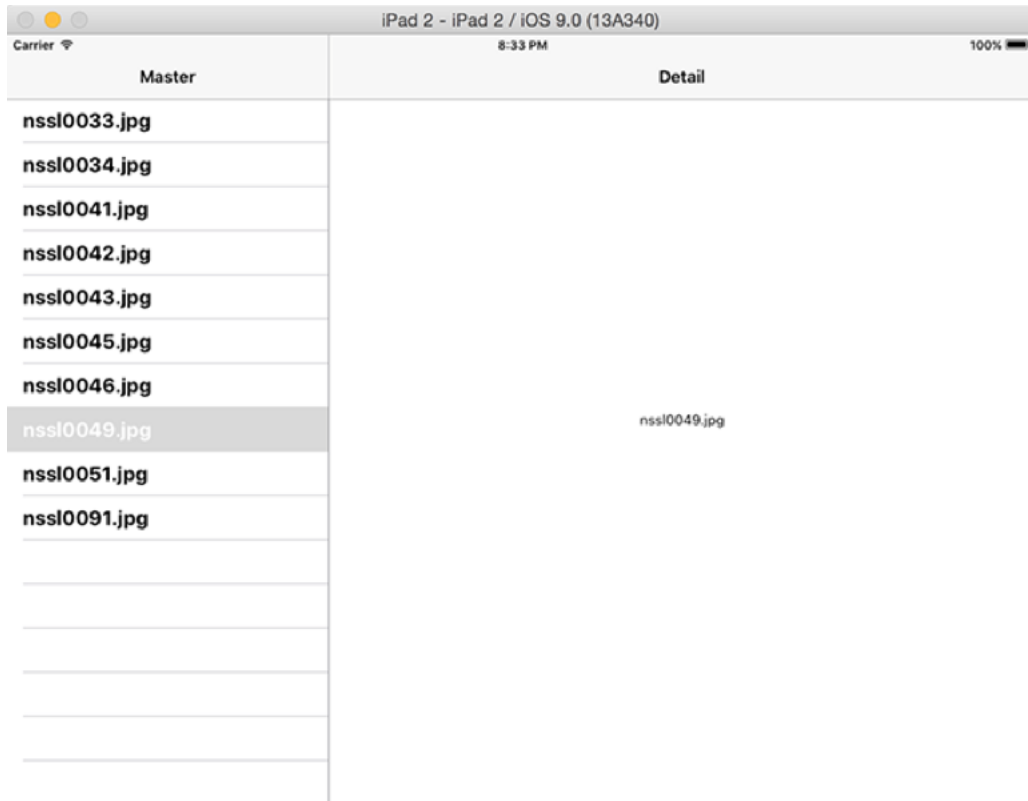 iPad 2 - iPad 2 / iOS 9.0 (13A340)
Carrier 8:33 PM 100%
Master Detail
nssl0033.jpg
nssl0034.jpg
nssl0041.jpg
nssl0042.jpg
nssl0043.jpg
nssl0045.jpg
nssl0046.jpg
nssl0049.jpg
nssl0051.jpg
nssl0091.jpg
nssl0049.jpg